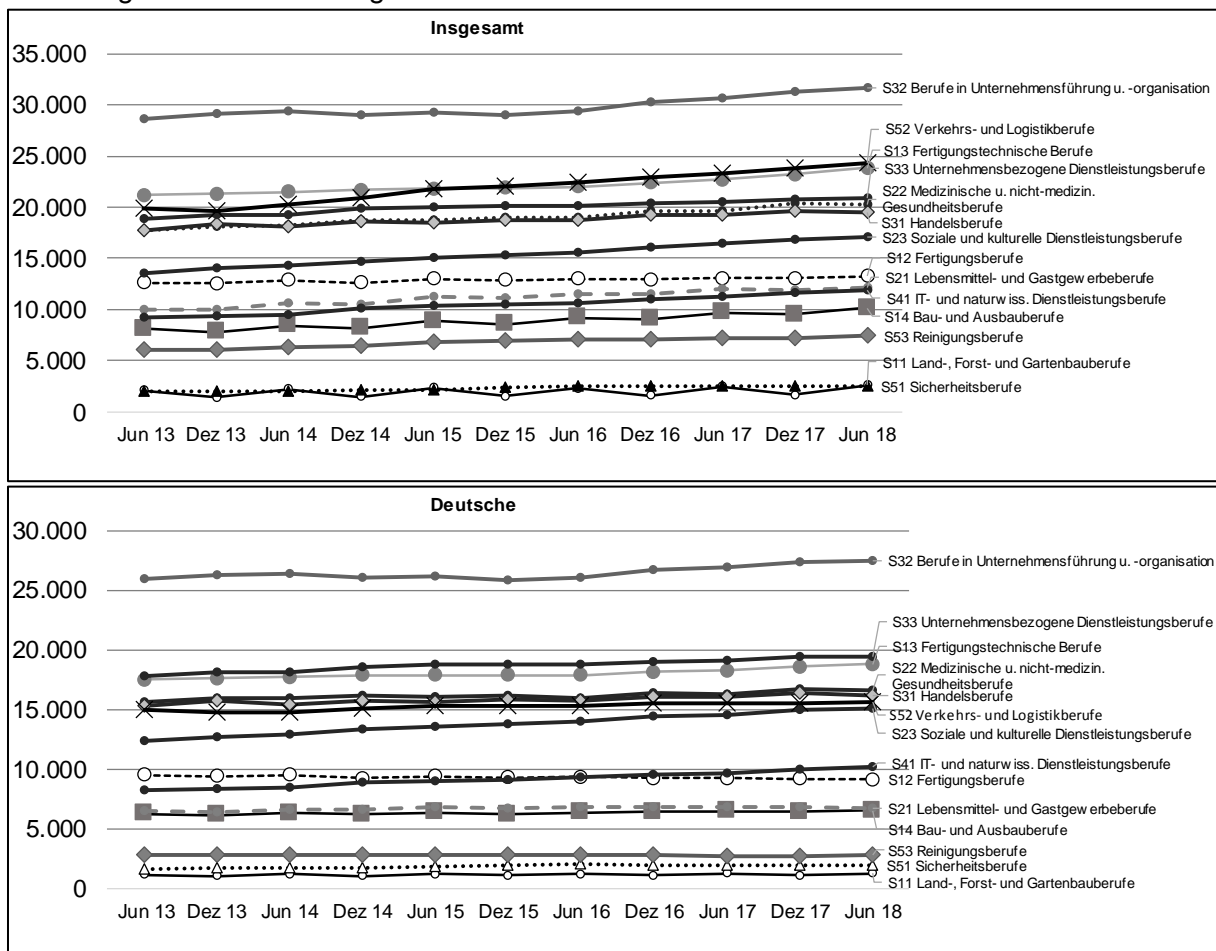 Insgesamt
35.000
30.000
25.000
20.000
15.000
10.000
5.000
0
S32 Berufe in Unternehmensführung u. -organisation
S52 Verkehrs- und Logistikberufe
S13 Fertigungstechnische Berufe
S33 Unternehmensbezogene Dienstleistungsberufe
S22 Medizinische u. nicht-medizin.
Gesundheitsberufe
S31 Handelsberufe
S23 Soziale und kulturelle Dienstleistungsberufe
S12 Fertigungsberufe
S21 Lebensmittel- und Gastgewerbeberufe
S41 IT- und naturwiss. Dienstleistungsberufe
S14 Bau- und Ausbauberufe
S53 Reinigungsberufe
S11 Land-, Forst- und Gartenbauberufe
S51 Sicherheitsberufe
Jun 13 Dez 13 Jun 14 Dez 14 Jun 15 Dez 15 Jun 16 Dez 16 Jun 17 Dez 17 Jun 18
Deutsche
30.000
25.000
20.000
15.000
10.000
5.000
0
S32 Berufe in Unternehmensführung u. -organisation
S33 Unternehmensbezogene Dienstleistungsberufe
S13 Fertigungstechnische Berufe
S22 Medizinische u. nicht-medizin.
Gesundheitsberufe
S31 Handelsberufe
S52 Verkehrs- und Logistikberufe
S23 Soziale und kulturelle Dienstleistungsberufe
S41 IT- und naturwiss. Dienstleistungsberufe
S12 Fertigungsberufe
S21 Lebensmittel- und Gastgewerbeberufe
S14 Bau- und Ausbauberufe
S53 Reinigungsberufe
S51 Sicherheitsberufe
S11 Land-, Forst- und Gartenbauberufe
Jun 13 Dez 13 Jun 14 Dez 14 Jun 15 Dez 15 Jun 16 Dez 16 Jun 17 Dez 17 Jun 18